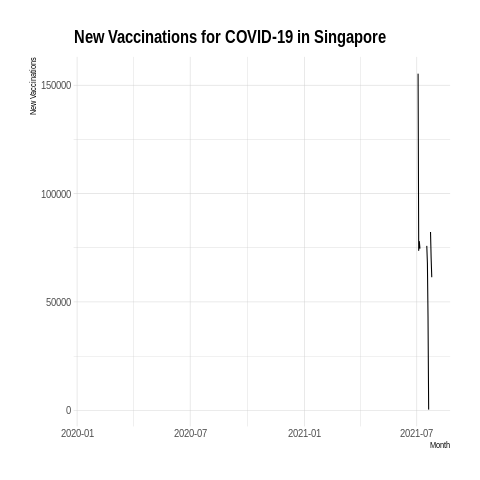 New Vaccinations for COVID-19 in Singapore
New Vaccinations
150000
100000
50000
0
2020-01 2020-07 2021-01 2021-07
Month